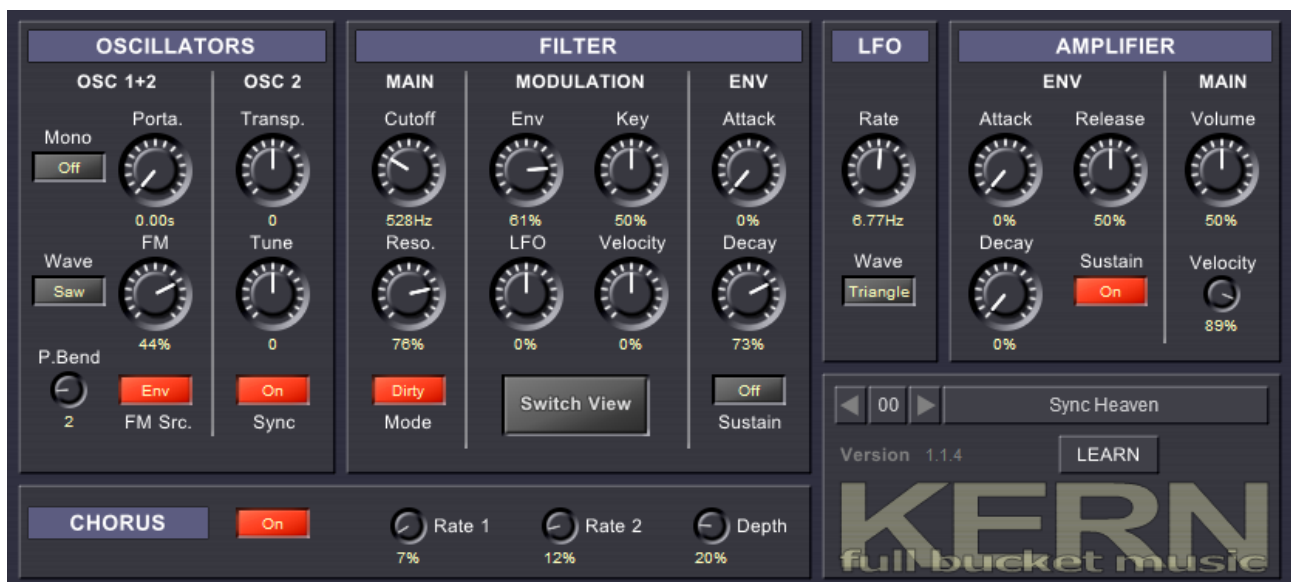 OSCILLATORS
OSC 1+2 OSC 2
Porta. Transp.
Mono
Off
0.00s 0
FM Tune
Wave
Saw
44% 0
P.Bend
Env On
2 FM Src. Sync
FILTER
MAIN MODULATION ENV
Cutoff Env Key Attack
528Hz 61% 50% 0%
Reso. LFO Velocity Decay
76% 0% 0% 73%
Dirty Switch View Off
Mode Sustain
LFO
Rate
6.77Hz
Wave
Triangle
AMPLIFIER
ENV MAIN
Attack Release Volume
0% 50% 50%
Decay Sustain Velocity
On
0% 89%
CHORUS On Rate 1 Rate 2 Depth
7% 12% 20%
00 Sync Heaven
Version 1.1.4 LEARN
KERN
full bucket music